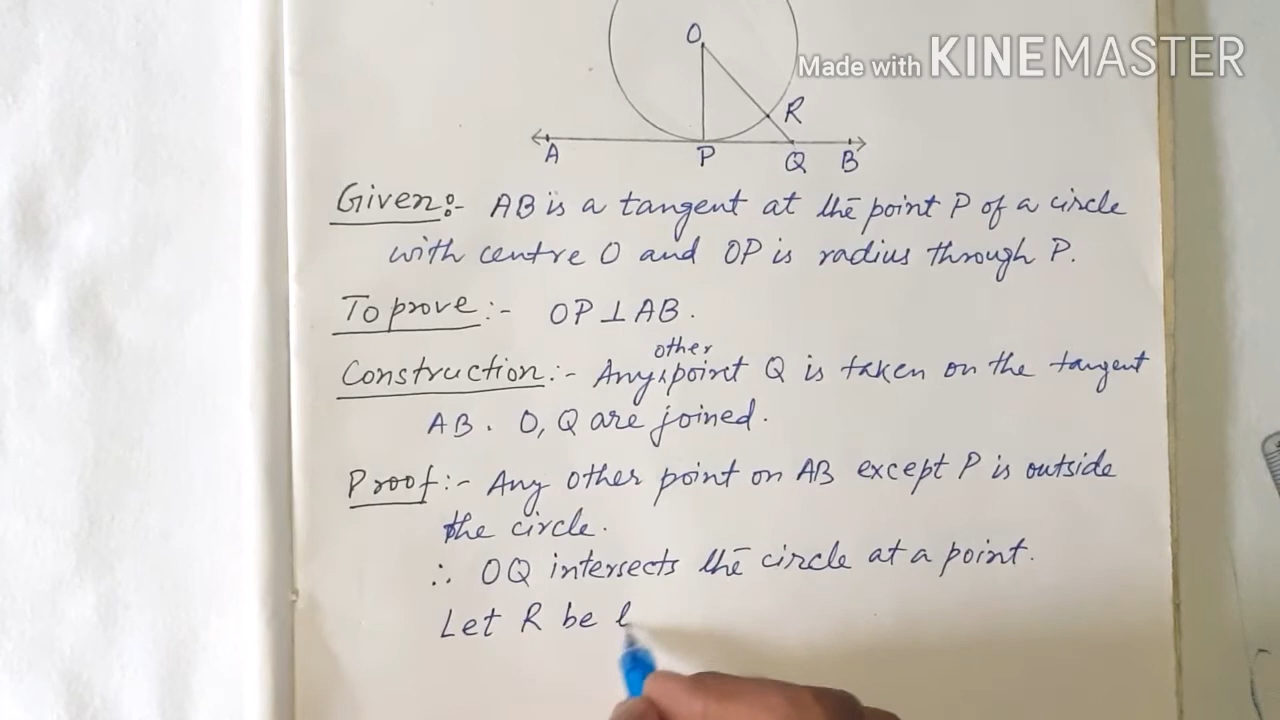 O
Made with KINEMASTER
R
A P Q B
Given:- AB is a tangent at the point P of a circle
with centre O and OP is radius through P.
To prove:- OP⊥AB.
other
Construction:- Any‸point Q is taken on the tangent
AB. O, Q are joined.
Proof:- Any other point on AB except P is outside
the circle.
∴ OQ intersects the circle at a point.
Let R be